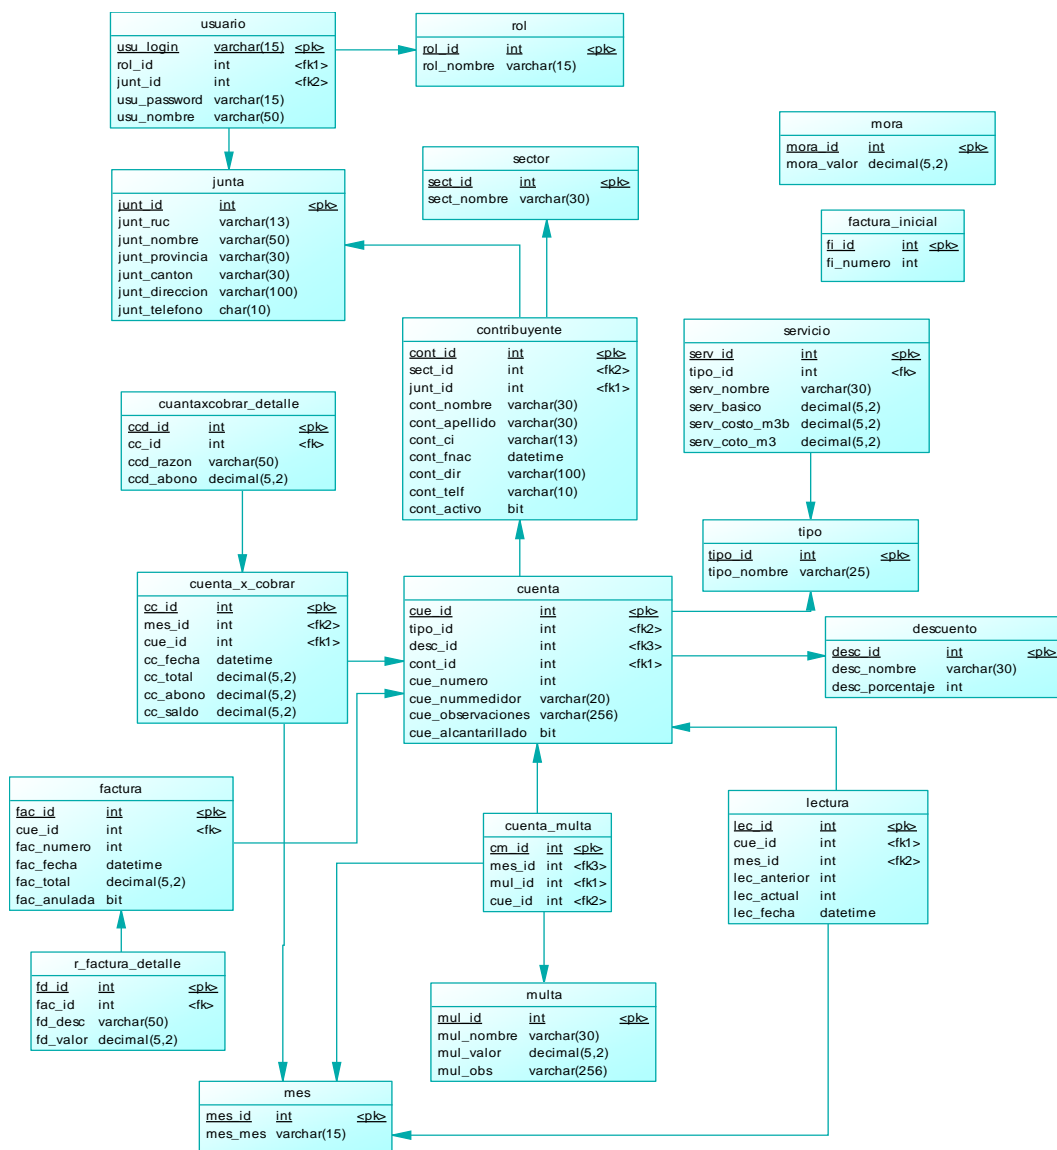 usuario
usu_login varchar(15) <pk>
rol_id int <fk1>
junt_id int <fk2>
usu_password varchar(15)
usu_nombre varchar(50)
rol
rol_id int <pk>
rol_nombre varchar(15)
mora
mora_id int <pk>
mora_valor decimal(5,2)
sector
sect_id int <pk>
sect_nombre varchar(30)
junta
junt_id int <pk>
junt_ruc varchar(13)
junt_nombre varchar(50)
junt_provincia varchar(30)
junt_canton varchar(30)
junt_direccion varchar(100)
junt_telefono char(10)
factura_inicial
fi_id int <pk>
fi_numero int
contribuyente
cont_id int <pk>
sect_id int <fk2>
junt_id int <fk1>
cont_nombre varchar(30)
cont_apellido varchar(30)
cont_ci varchar(13)
cont_fnac datetime
cont_dir varchar(100)
cont_telf varchar(10)
cont_activo bit
servicio
serv_id int <pk>
tipo_id int <fk>
serv_nombre varchar(30)
serv_basico decimal(5,2)
serv_costo_m3b decimal(5,2)
serv_coto_m3 decimal(5,2)
cuantaxcobrar_detalle
ccd_id int <pk>
cc_id int <fk>
ccd_razon varchar(50)
ccd_abono decimal(5,2)
tipo
tipo_id int <pk>
tipo_nombre varchar(25)
cuenta_x_cobrar
cc_id int <pk>
mes_id int <fk2>
cue_id int <fk1>
cc_fecha datetime
cc_total decimal(5,2)
cc_abono decimal(5,2)
cc_saldo decimal(5,2)
cuenta
cue_id int <pk>
tipo_id int <fk2>
desc_id int <fk3>
cont_id int <fk1>
cue_numero int
cue_nummedidor varchar(20)
cue_observaciones varchar(256)
cue_alcantarillado bit
descuento
desc_id int <pk>
desc_nombre varchar(30)
desc_porcentaje int
factura
fac_id int <pk>
cue_id int <fk>
fac_numero int
fac_fecha datetime
fac_total decimal(5,2)
fac_anulada bit
cuenta_multa
cm_id int <pk>
mes_id int <fk3>
mul_id int <fk1>
cue_id int <fk2>
lectura
lec_id int <pk>
cue_id int <fk1>
mes_id int <fk2>
lec_anterior int
lec_actual int
lec_fecha datetime
r_factura_detalle
fd_id int <pk>
fac_id int <fk>
fd_desc varchar(50)
fd_valor decimal(5,2)
multa
mul_id int <pk>
mul_nombre varchar(30)
mul_valor decimal(5,2)
mul_obs varchar(256)
mes
mes_id int <pk>
mes_mes varchar(15)